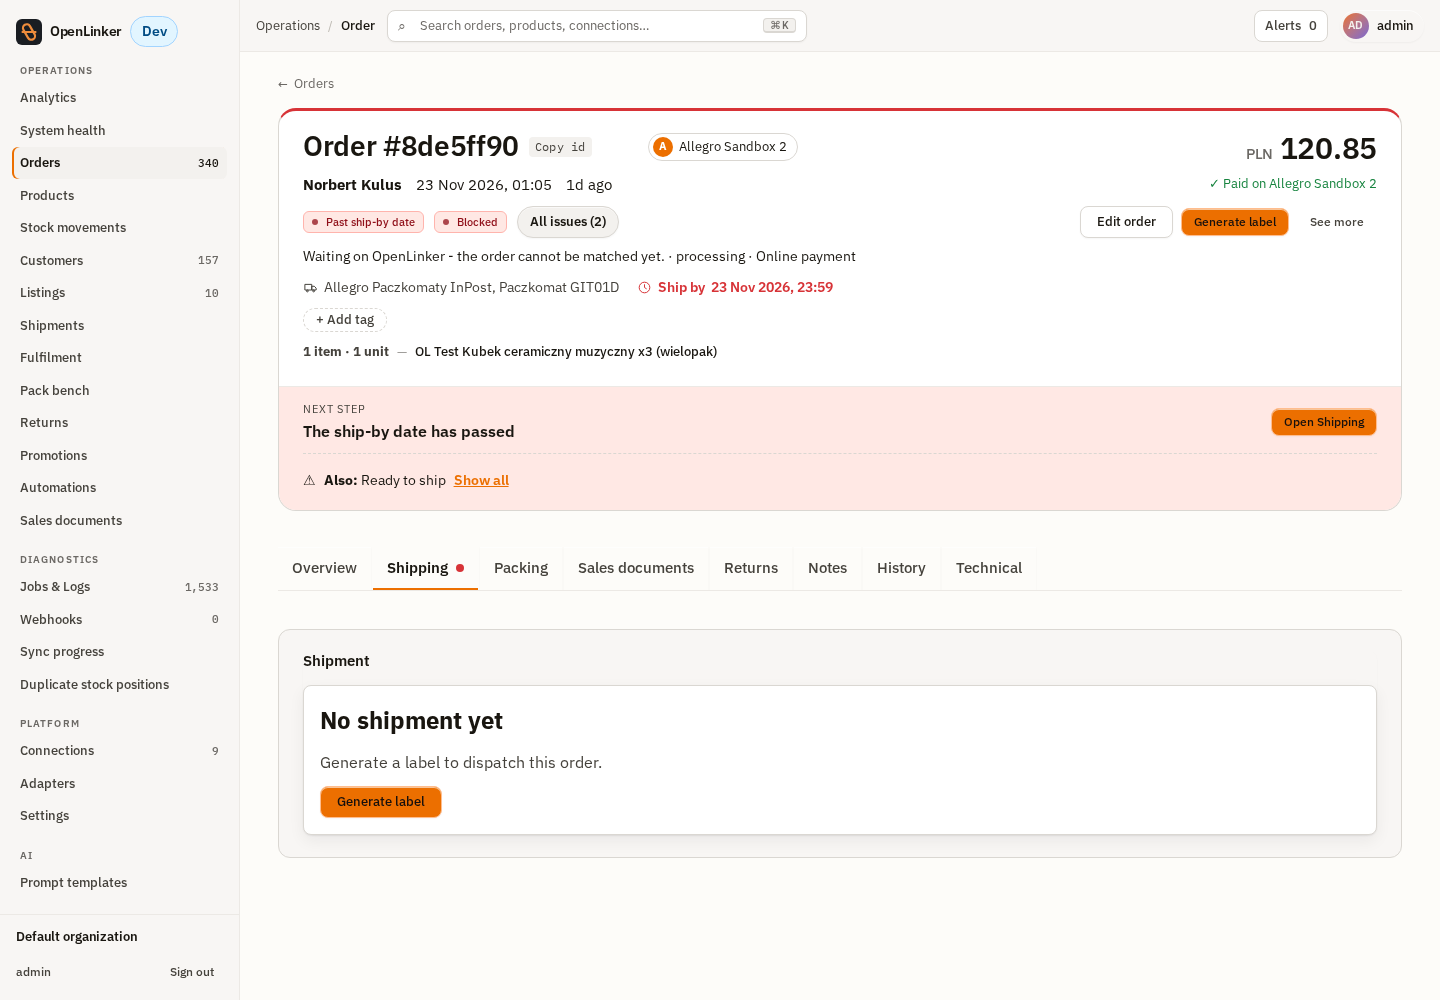 OpenLinker Dev
OPERATIONS
Analytics
System health
Orders 340
Products
Stock movements
Customers 157
Listings 10
Shipments
Fulfilment
Pack bench
Returns
Promotions
Automations
Sales documents
DIAGNOSTICS
Jobs & Logs 1,533
Webhooks 0
Sync progress
Duplicate stock positions
PLATFORM
Connections 9
Adapters
Settings
AI
Prompt templates
Default organization
admin Sign out
Operations / Order Search orders, products, connections... ⌘K Alerts 0 AD admin
← Orders
Order #8de5ff90 Copy id A Allegro Sandbox 2 PLN 120.85
Norbert Kulus 23 Nov 2026, 01:05 1d ago ✓ Paid on Allegro Sandbox 2
Past ship-by date Blocked All issues (2) Edit order Generate label See more
Waiting on OpenLinker - the order cannot be matched yet. · processing · Online payment
Allegro Paczkomaty InPost, Paczkomat GIT01D Ship by 23 Nov 2026, 23:59
+ Add tag
1 item · 1 unit — OL Test Kubek ceramiczny muzyczny x3 (wielopak)
NEXT STEP
The ship-by date has passed Open Shipping
⚠ Also: Ready to ship Show all
Overview Shipping Packing Sales documents Returns Notes History Technical
Shipment
No shipment yet
Generate a label to dispatch this order.
Generate label